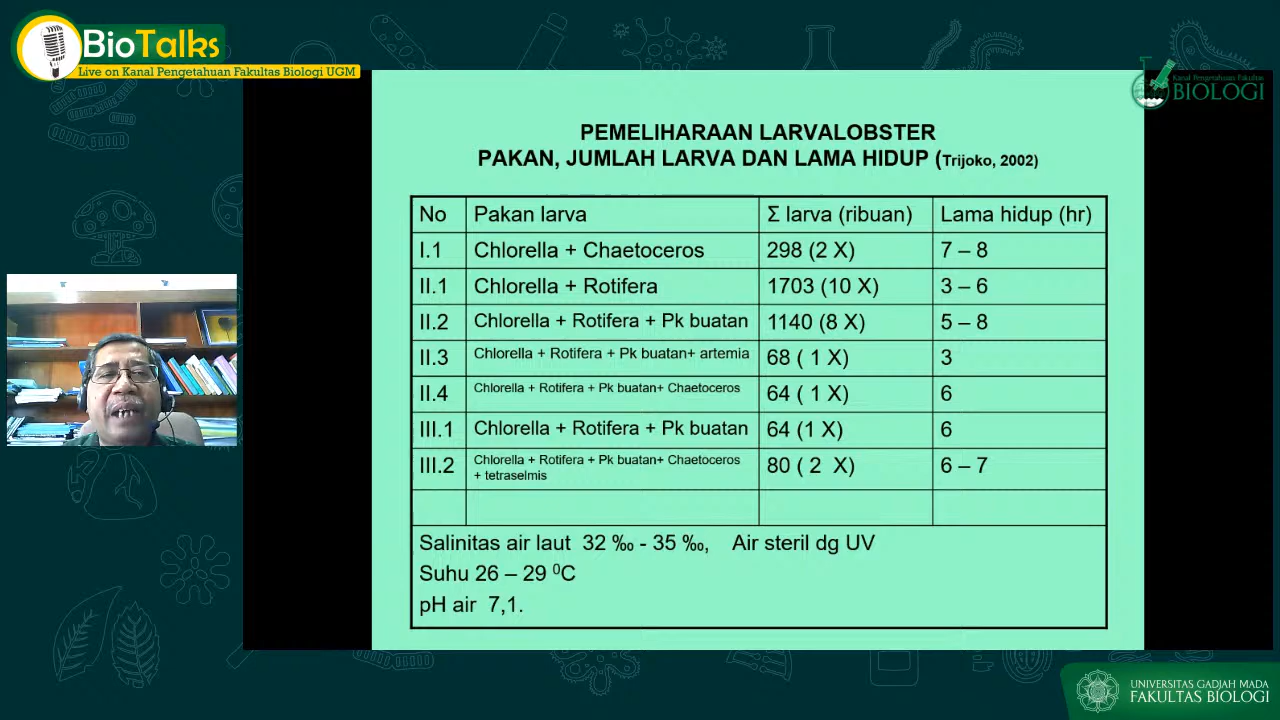 BioTalks
Live on Kanal Pengetahuan Fakultas Biologi UGM
Kanal Pengetahuan Fakultas
BIOLOGI
PEMELIHARAAN LARVALOBSTER
PAKAN, JUMLAH LARVA DAN LAMA HIDUP (Trijoko, 2002)
No Pakan larva Σ larva (ribuan) Lama hidup (hr)
I.1 Chlorella + Chaetoceros 298 (2 X) 7 – 8
II.1 Chlorella + Rotifera 1703 (10 X) 3 – 6
II.2 Chlorella + Rotifera + Pk buatan 1140 (8 X) 5 – 8
II.3 Chlorella + Rotifera + Pk buatan+ artemia 68 ( 1 X) 3
II.4 Chlorella + Rotifera + Pk buatan+ Chaetoceros 64 ( 1 X) 6
III.1 Chlorella + Rotifera + Pk buatan 64 (1 X) 6
III.2 Chlorella + Rotifera + Pk buatan+ Chaetoceros 80 ( 2 X) 6 – 7
+ tetraselmis
Salinitas air laut 32 ‰ - 35 ‰, Air steril dg UV
Suhu 26 – 29 ⁰C
pH air 7,1.
UNIVERSITAS GADJAH MADA
FAKULTAS BIOLOGI